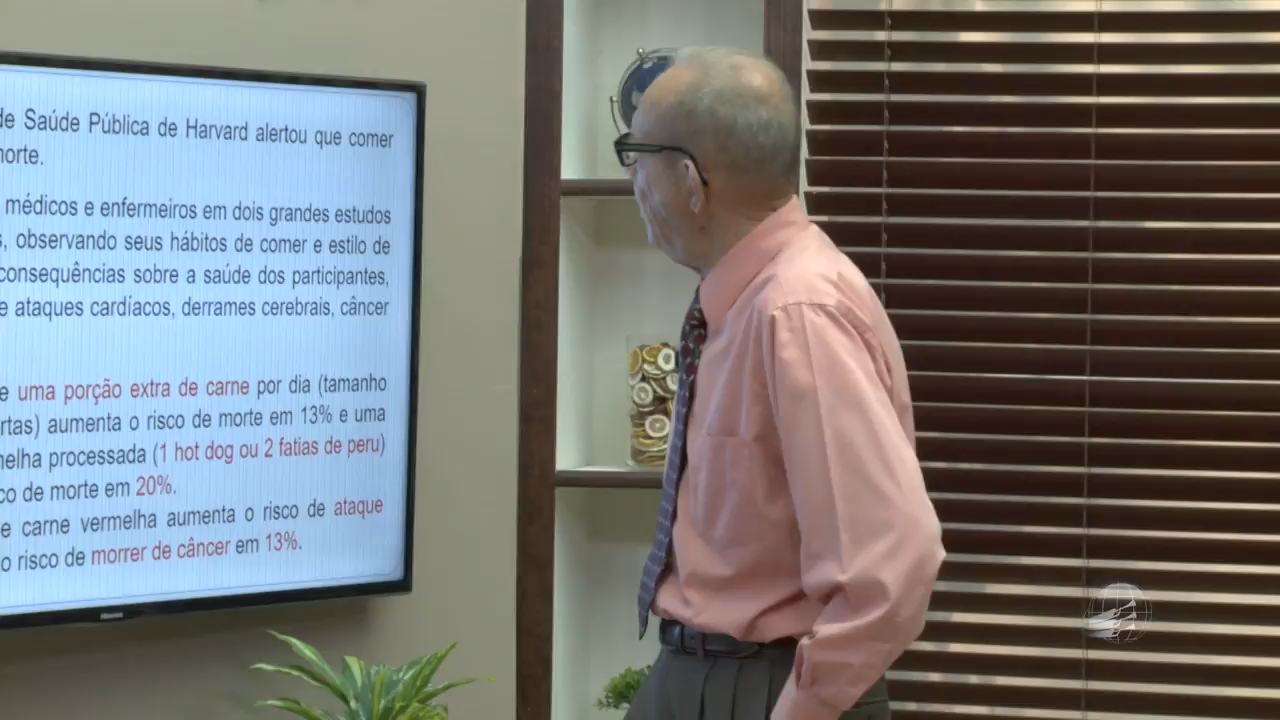 de Saúde Pública de Harvard alertou que comer
morte.
médicos e enfermeiros em dois grandes estudos
s, observando seus hábitos de comer e estilo de
consequências sobre a saúde dos participantes,
e ataques cardíacos, derrames cerebrais, câncer
e uma porção extra de carne por dia (tamanho
rtas) aumenta o risco de morte em 13% e uma
melha processada (1 hot dog ou 2 fatias de peru)
co de morte em 20%.
e carne vermelha aumenta o risco de ataque
o risco de morrer de câncer em 13%.
Hisense